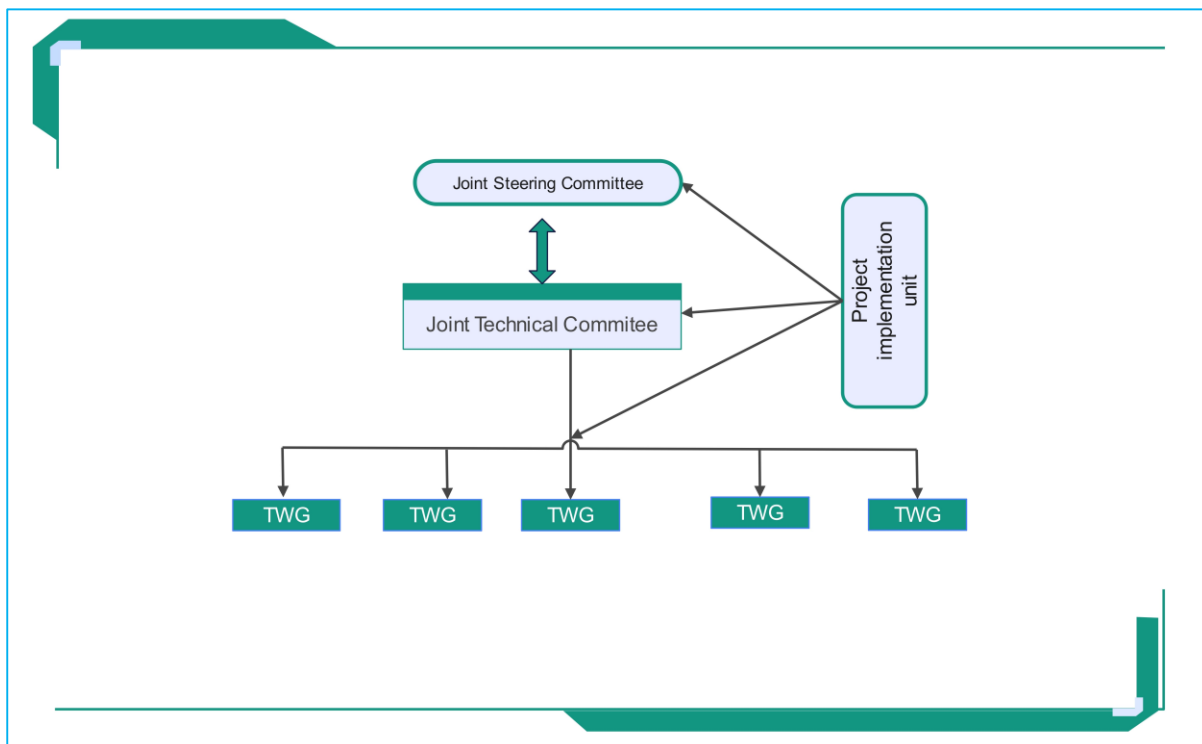 Joint Steering Committee
Project
implementation
unit
Joint Technical Commitee
TWG
TWG
TWG
TWG
TWG